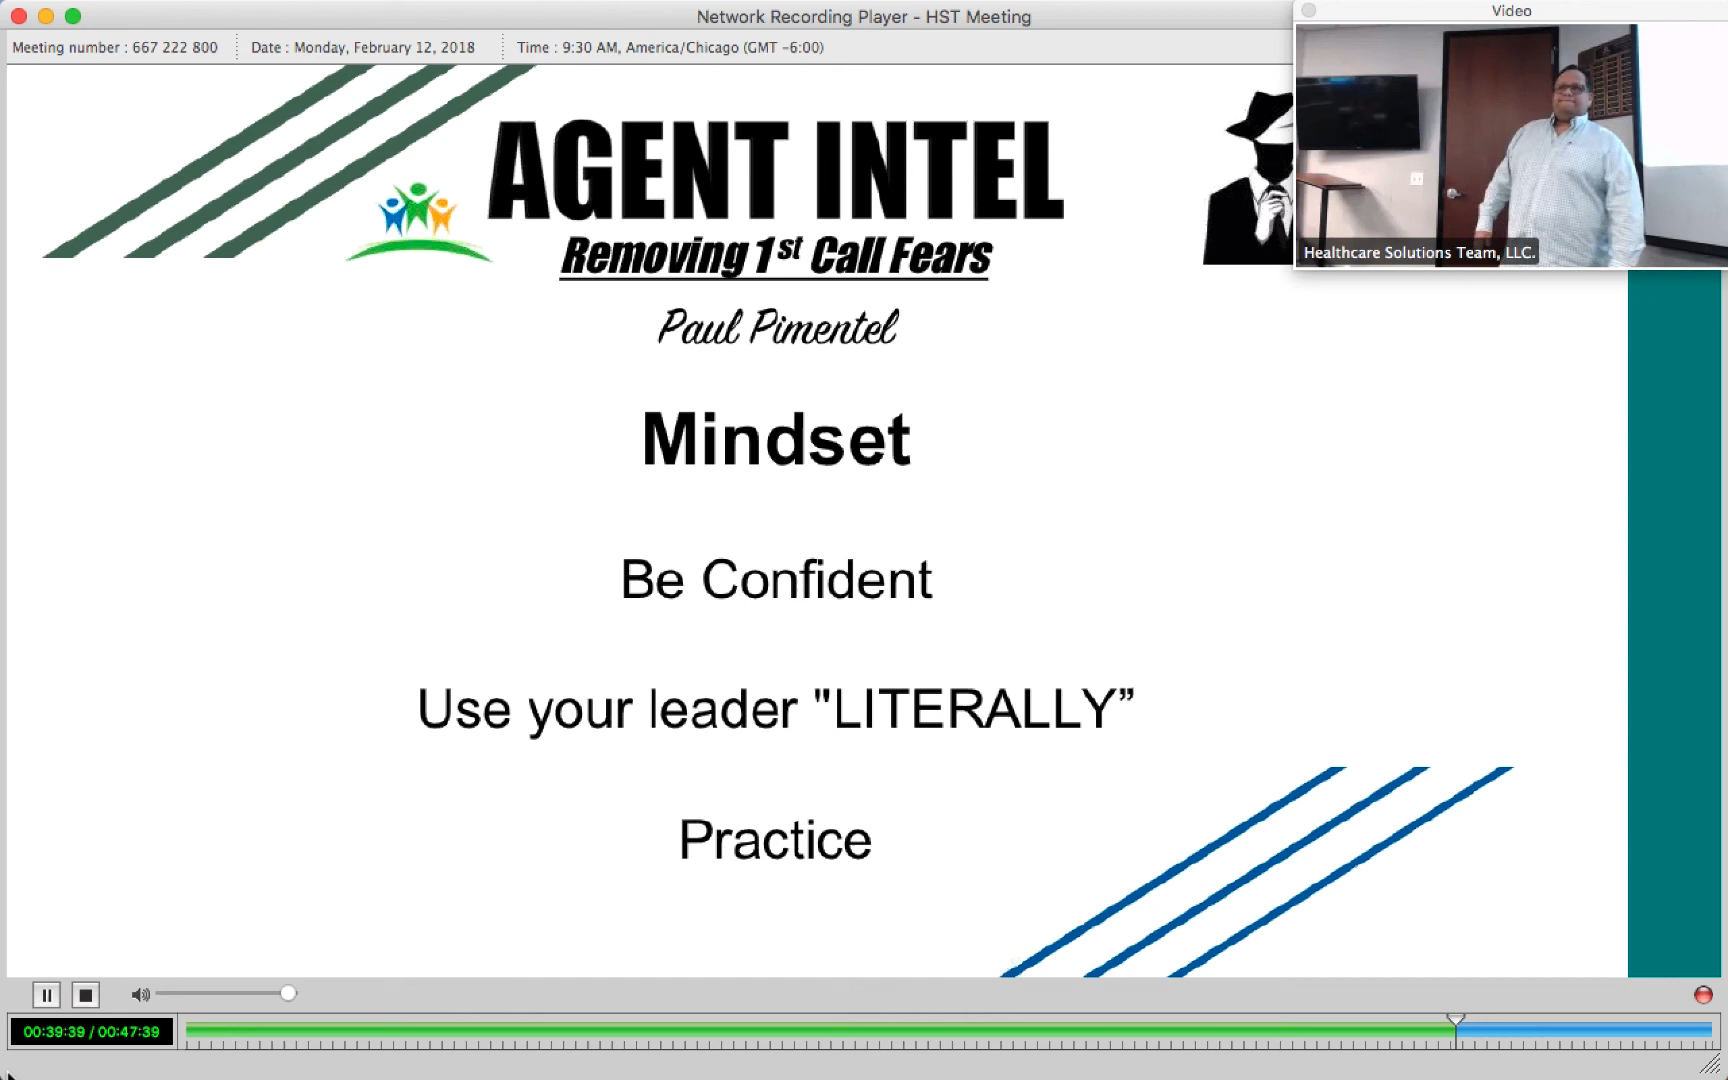 Network Recording Player - HST Meeting
Video
Meeting number : 667 222 800
Date : Monday, February 12, 2018
Time : 9:30 AM, America/Chicago (GMT -6:00)
AGENT INTEL
Removing 1st Call Fears
Paul Pimentel
Healthcare Solutions Team, LLC.
Mindset
Be Confident
Use your leader "LITERALLY”
Practice
00:39:39 / 00:47:39